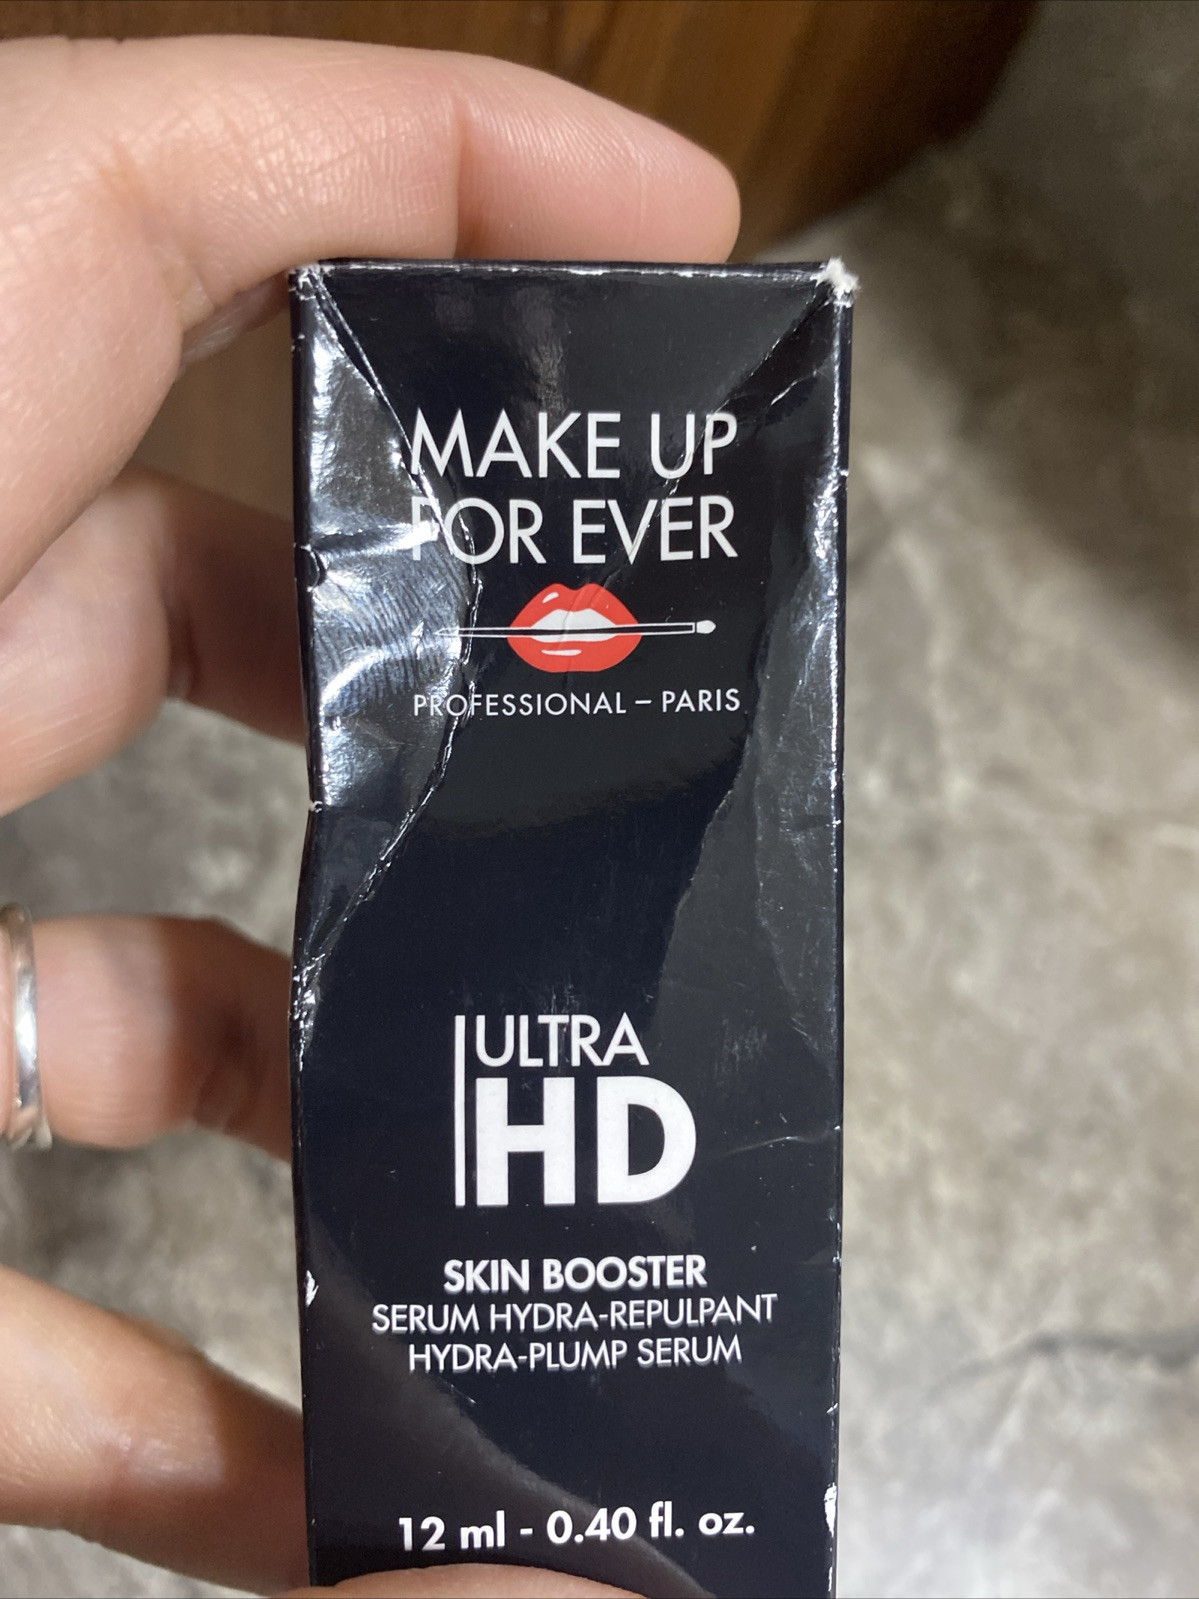 MAKE UP
FOR EVER
PROFESSIONAL – PARIS
ULTRA
HD
SKIN BOOSTER
SERUM HYDRA-REPULPANT
HYDRA-PLUMP SERUM
12 ml - 0.40 fl. oz.